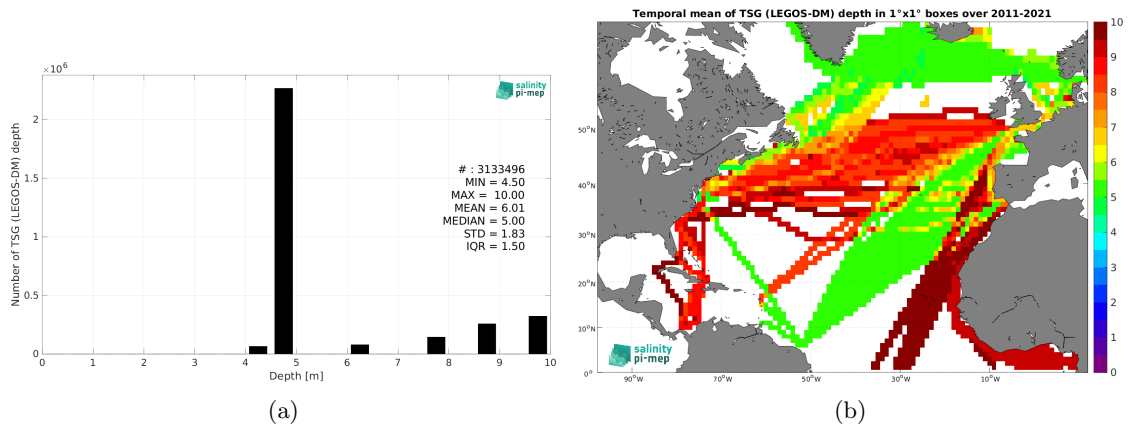 ×10⁶
2
1.5
1
0.5
0
Number of TSG (LEGOS-DM) depth
salinity
pi-mep
# : 3133496
MIN = 4.50
MAX = 10.00
MEAN = 6.01
MEDIAN = 5.00
STD = 1.83
IQR = 1.50
0 1 2 3 4 5 6 7 8 9 10
Depth [m]
(a)
Temporal mean of TSG (LEGOS-DM) depth in 1°x1° boxes over 2011-2021
50°N
40°N
30°N
20°N
10°N
0°
90°W 70°W 50°W 30°W 10°W
salinity
pi-mep
10
9
8
7
6
5
4
3
2
1
0
(b)